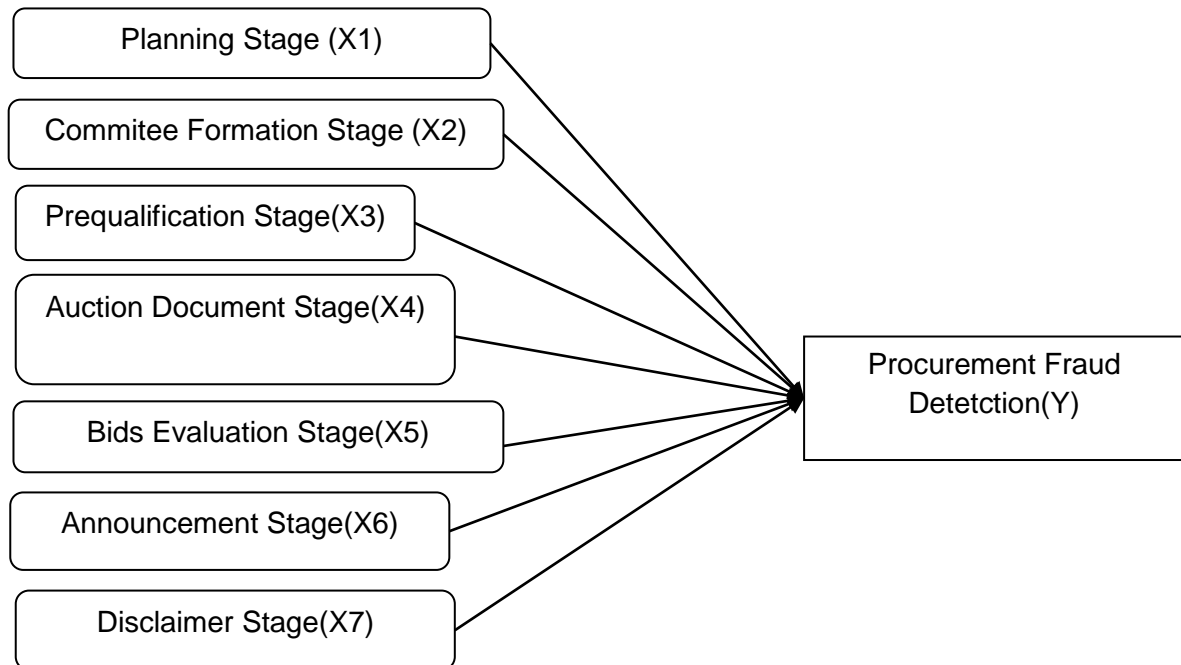 Planning Stage (X1)
Commitee Formation Stage (X2)
Prequalification Stage(X3)
Auction Document Stage(X4)
Bids Evaluation Stage(X5)
Announcement Stage(X6)
Disclaimer Stage(X7)
Procurement Fraud
Detetction(Y)